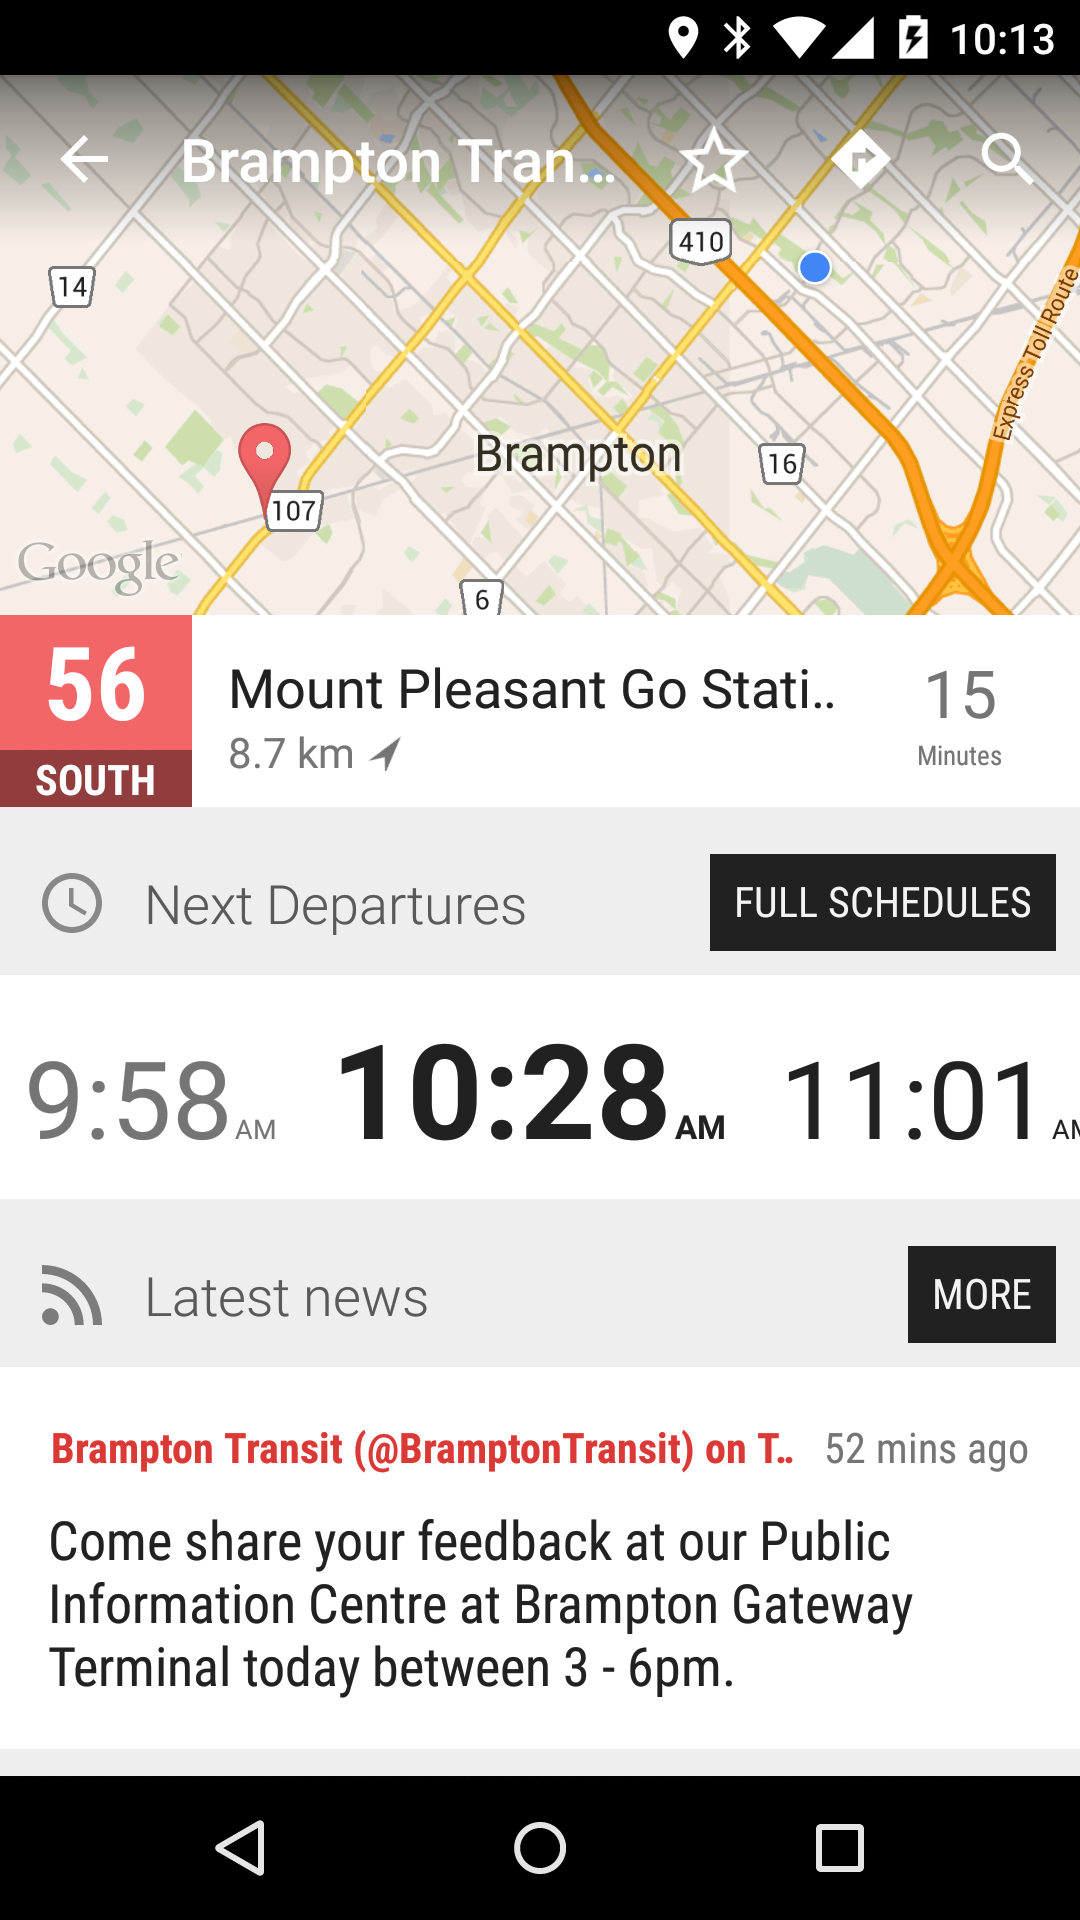 10:13
Brampton Tran...
410
14
Express Toll Route
Brampton
16
107
Google
6
56
SOUTH
Mount Pleasant Go Stati..
8.7 km
15
Minutes
Next Departures
FULL SCHEDULES
9:58 AM
10:28 AM
11:01 AM
Latest news
MORE
Brampton Transit (@BramptonTransit) on T..
52 mins ago
Come share your feedback at our Public
Information Centre at Brampton Gateway
Terminal today between 3 - 6pm.